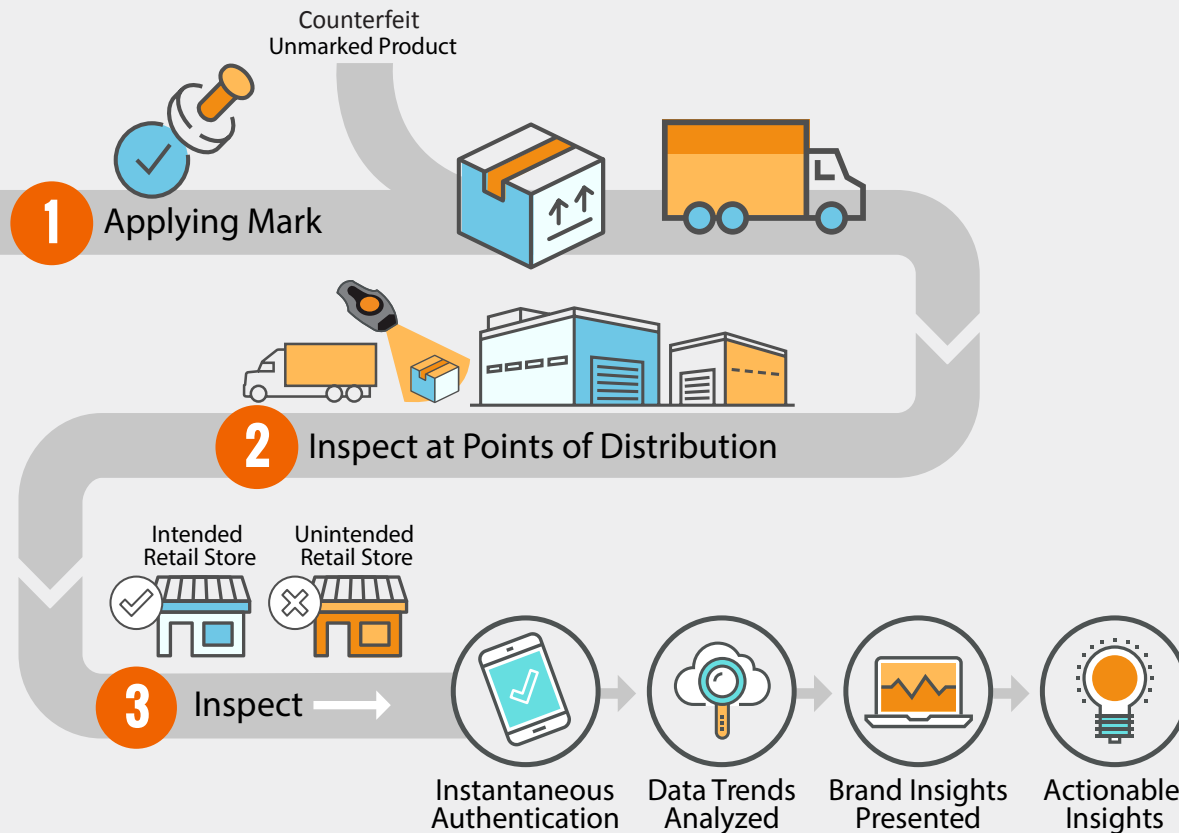 Counterfeit
Unmarked Product
1 Applying Mark
2 Inspect at Points of Distribution
Intended
Retail Store
Unintended
Retail Store
3 Inspect
Instantaneous
Authentication
Data Trends
Analyzed
Brand Insights
Presented
Actionable
Insights